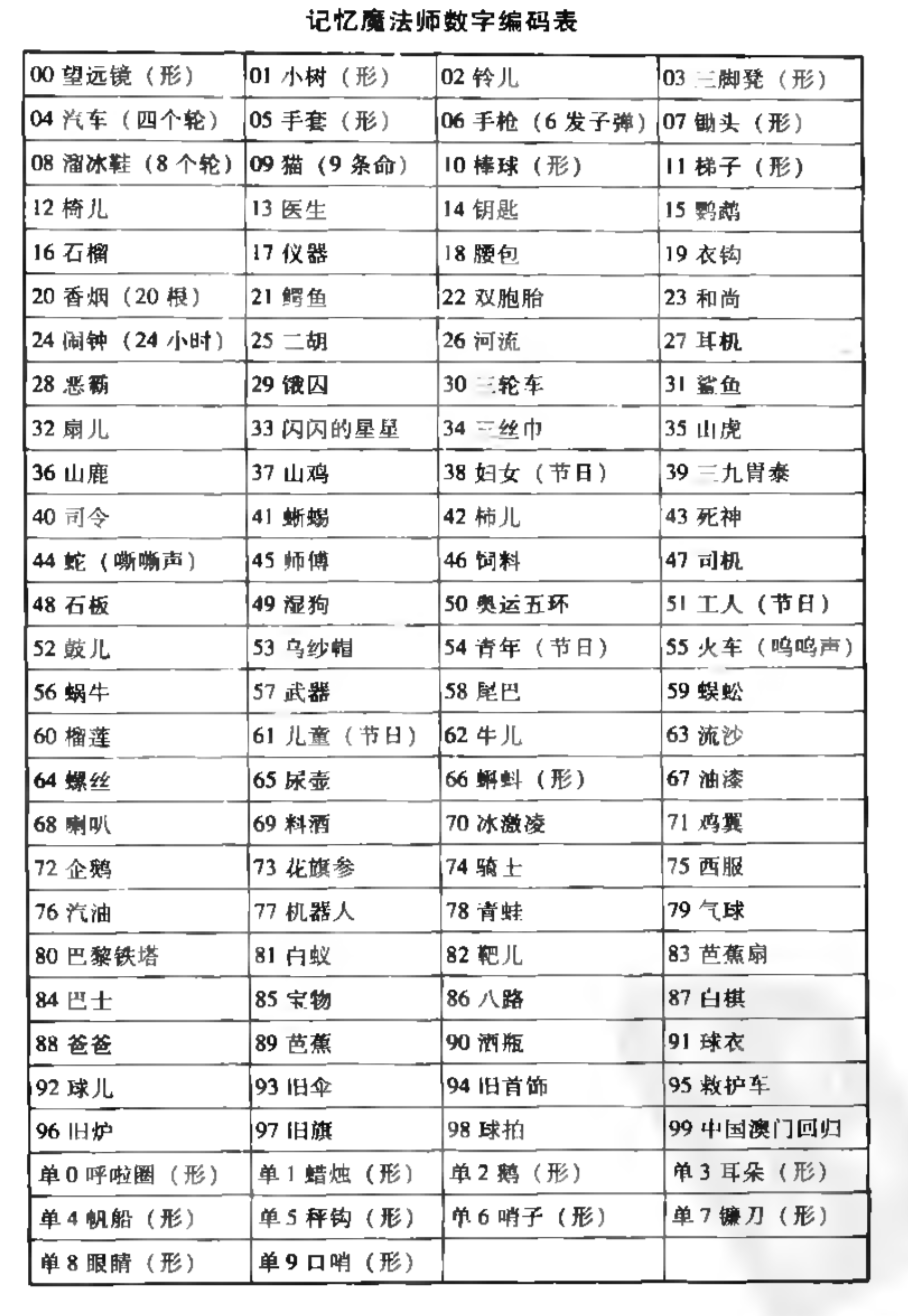 记忆魔法师数字编码表
00 望远镜（形） 01 小树（形） 02 铃儿 03 三脚凳（形）
04 汽车（四个轮） 05 手套（形） 06 手枪（6 发子弹） 07 锄头（形）
08 溜冰鞋（8 个轮） 09 猫（9 条命） 10 棒球（形） 11 梯子（形）
12 椅儿 13 医生 14 钥匙 15 鹦鹉
16 石榴 17 仪器 18 腰包 19 衣钩
20 香烟（20 根） 21 鳄鱼 22 双胞胎 23 和尚
24 闹钟（24 小时） 25 二胡 26 河流 27 耳机
28 恶霸 29 饿囚 30 三轮车 31 鲨鱼
32 扇儿 33 闪闪的星星 34 三丝巾 35 山虎
36 山鹿 37 山鸡 38 妇女（节日） 39 三九胃泰
40 司令 41 蜥蜴 42 柿儿 43 死神
44 蛇（嘶嘶声） 45 师傅 46 饲料 47 司机
48 石板 49 湿狗 50 奥运五环 51 工人（节日）
52 鼓儿 53 乌纱帽 54 青年（节日） 55 火车（呜呜声）
56 蜗牛 57 武器 58 尾巴 59 蜈蚣
60 榴莲 61 儿童（节日） 62 牛儿 63 流沙
64 螺丝 65 尿壶 66 蝌蚪（形） 67 油漆
68 喇叭 69 料酒 70 冰激凌 71 鸡翼
72 企鹅 73 花旗参 74 骑士 75 西服
76 汽油 77 机器人 78 青蛙 79 气球
80 巴黎铁塔 81 白蚁 82 靶儿 83 芭蕉扇
84 巴士 85 宝物 86 八路 87 白棋
88 爸爸 89 芭蕉 90 酒瓶 91 球衣
92 球儿 93 旧伞 94 旧首饰 95 救护车
96 旧炉 97 旧旗 98 球拍 99 中国澳门回归
单 0 呼啦圈（形） 单 1 蜡烛（形） 单 2 鹅（形） 单 3 耳朵（形）
单 4 帆船（形） 单 5 秤钩（形） 单 6 哨子（形） 单 7 镰刀（形）
单 8 眼睛（形） 单 9 口哨（形）